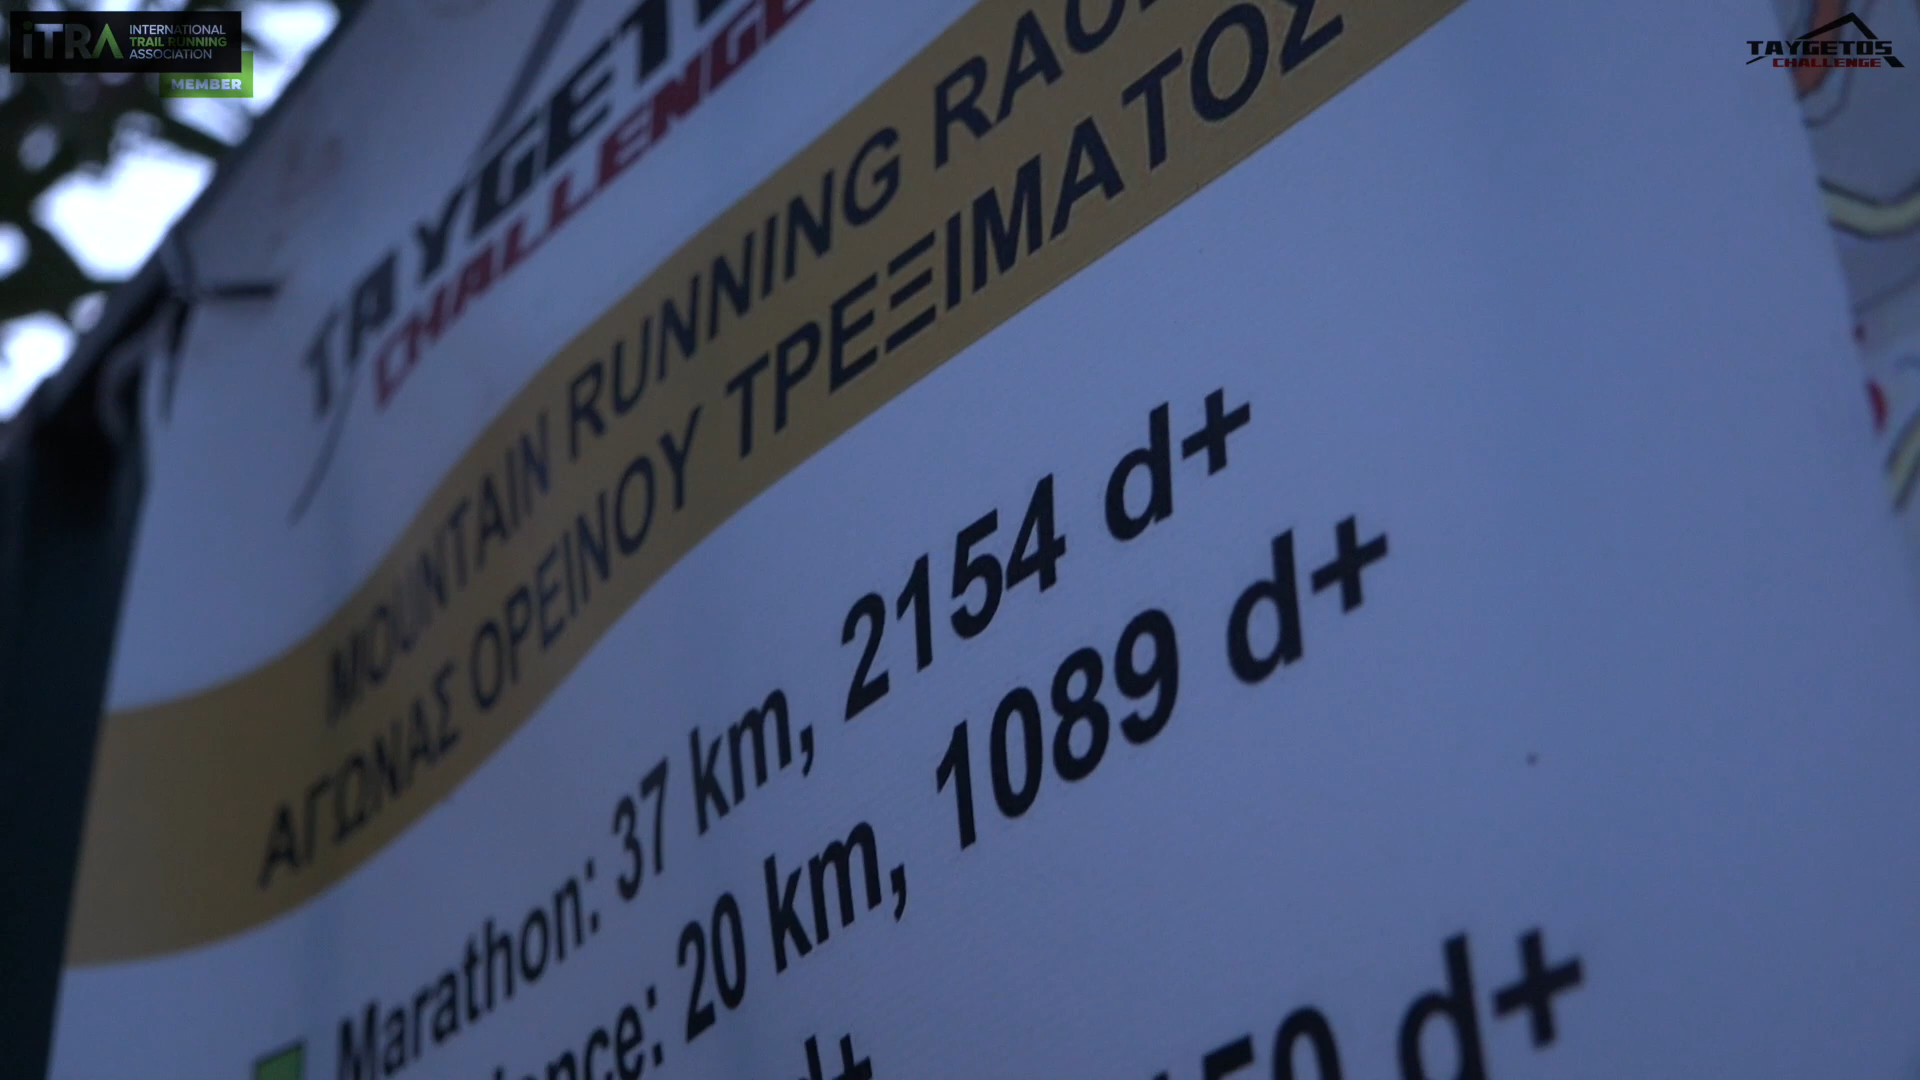 iTRA INTERNATIONAL
TRAIL RUNNING
ASSOCIATION
MEMBER
TAYGETOS
CHALLENGE
CHALLENGE
MOUNTAIN RUNNING
ΑΓΩΝΑΣ ΟΡΕΙΝΟΥ ΤΡΕΞΙΜΑΤΟΣ
Marathon: 37 km, 2154 d+
20 km, 1089 d+
d+
d+